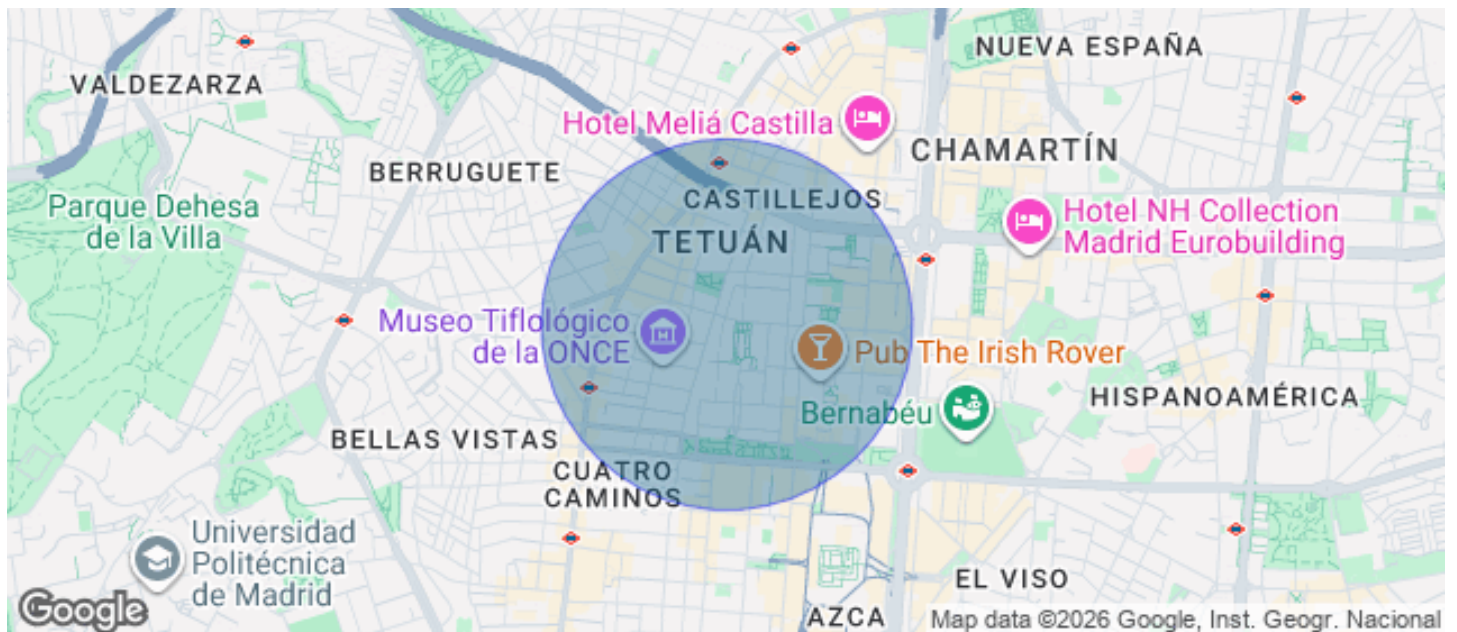 NUEVA ESPAÑA
VALDEZARZA
Hotel Meliá Castilla
CHAMARTÍN
BERRUGUETE
CASTILLEJOS
Parque Dehesa
de la Villa
Hotel NH Collection
Madrid Eurobuilding
TETUÁN
Museo Tiflológico
de la ONCE
Pub The Irish Rover
Bernabéu
HISPANOAMÉRICA
BELLAS VISTAS
CUATRO
CAMINOS
Universidad
Politécnica
de Madrid
EL VISO
Google
AZCA
Map data ©2026 Google, Inst. Geogr. Nacional